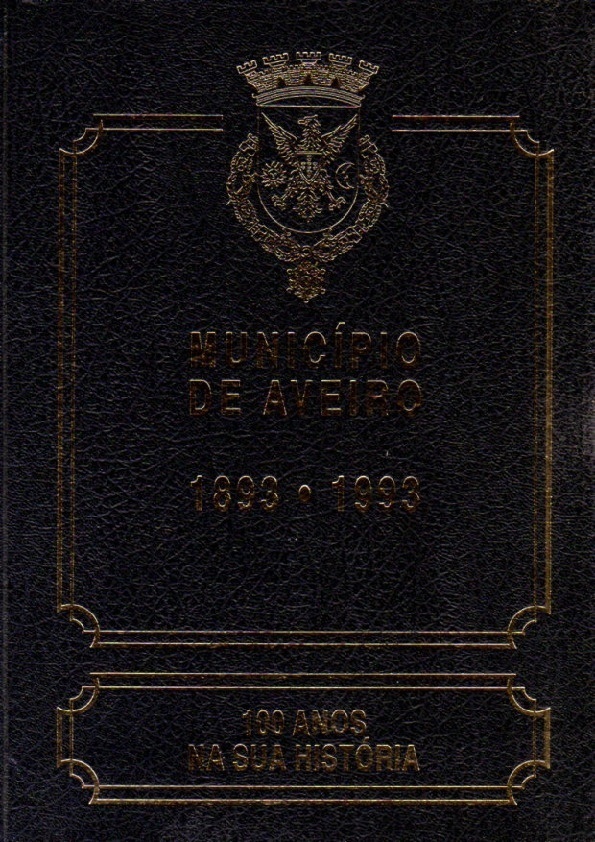 MUNICÍPIO
DE AVEIRO
1893 • 1993
100 ANOS
NA SUA HISTÓRIA